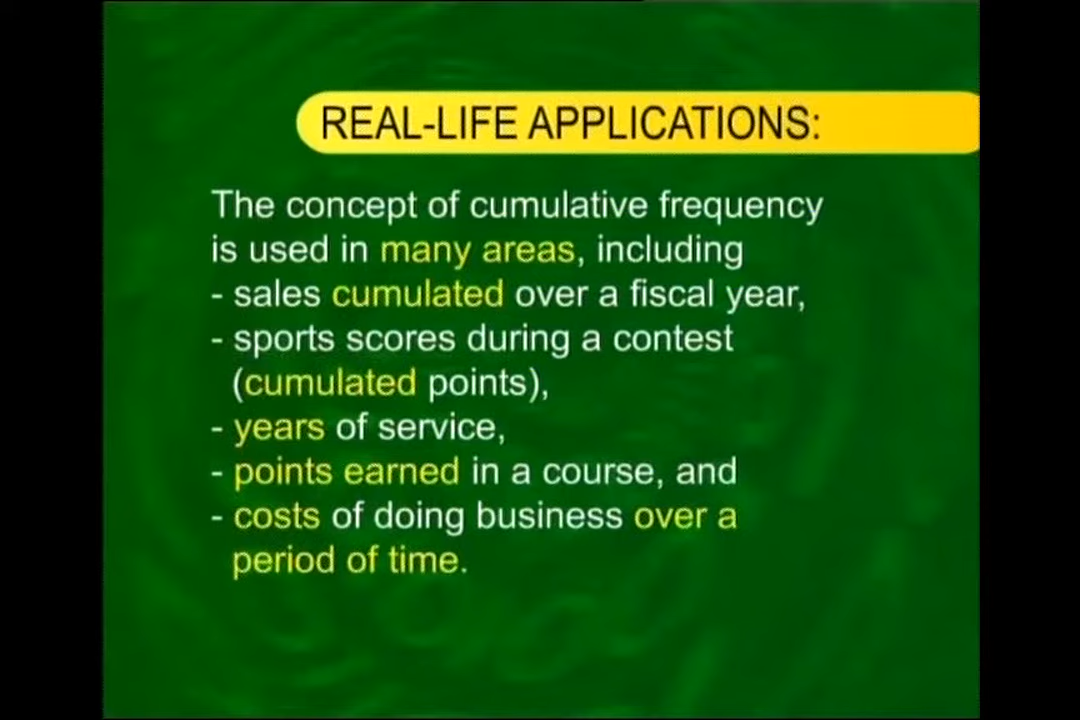 REAL-LIFE APPLICATIONS:
The concept of cumulative frequency
is used in many areas, including
- sales cumulated over a fiscal year,
- sports scores during a contest
(cumulated points),
- years of service,
- points earned in a course, and
- costs of doing business over a
period of time.